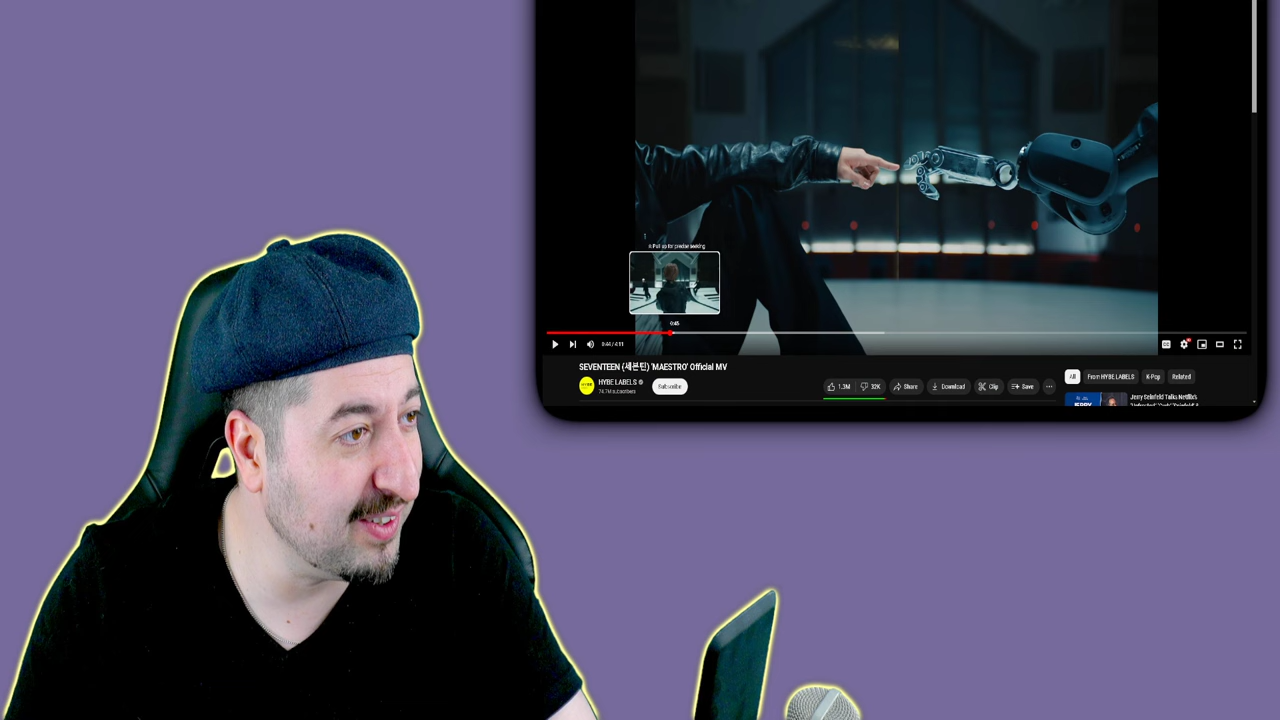 Pull up for precise seeking
0:45
0:44 / 4:11
SEVENTEEN (세븐틴) 'MAESTRO' Official MV
HYBE LABELS
Subscribe
1.3M
32K
Share
Download
Clip
Save
All
From HYBE LABELS
K-Pop
Related
Jerry Seinfeld Talks Netflix's